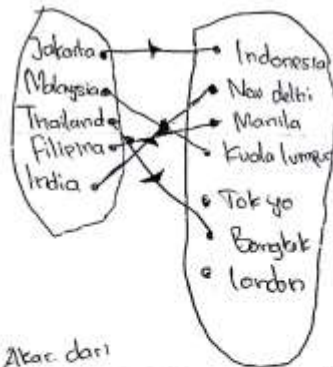 Jakarta
Malaysia
Thailand
Filipina
India
Indonesia
New delhi
Manila
Kuala lumpur
Tokyo
Bangkok
london
Akar dari